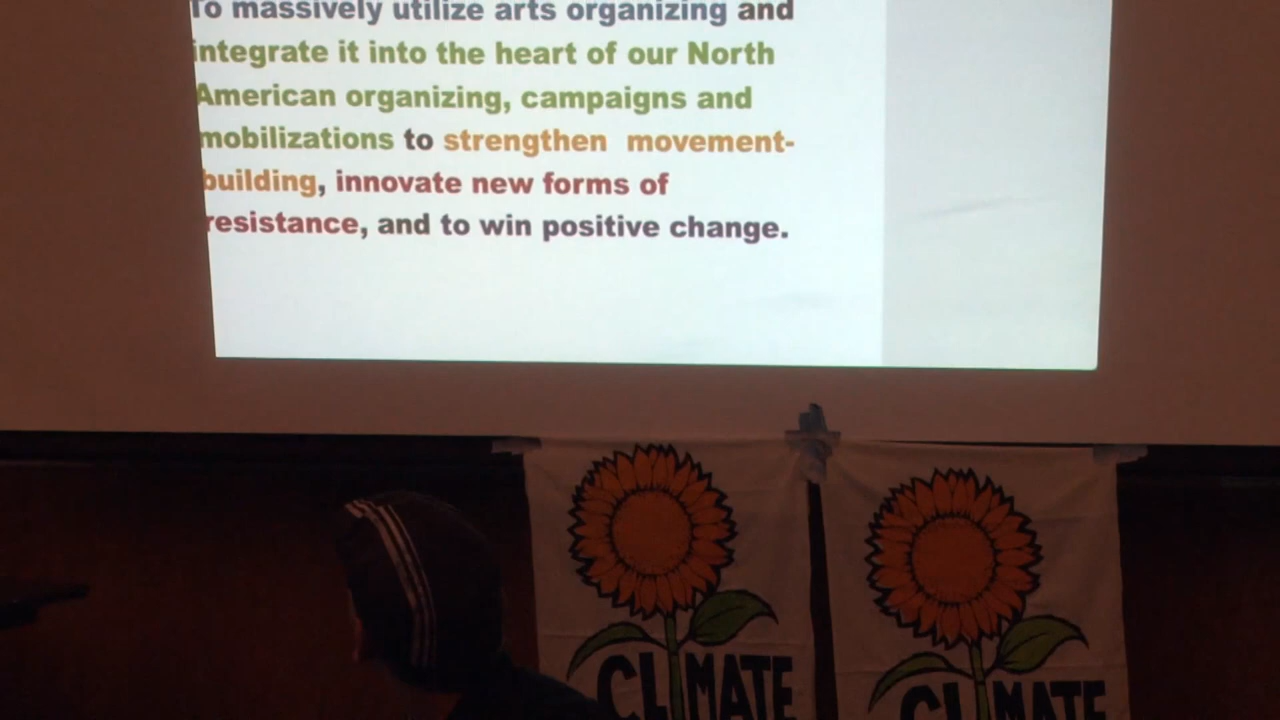 To massively utilize arts organizing and
integrate it into the heart of our North
American organizing, campaigns and
mobilizations to strengthen movement-
building, innovate new forms of
resistance, and to win positive change.
CLIMATE
CLIMATE